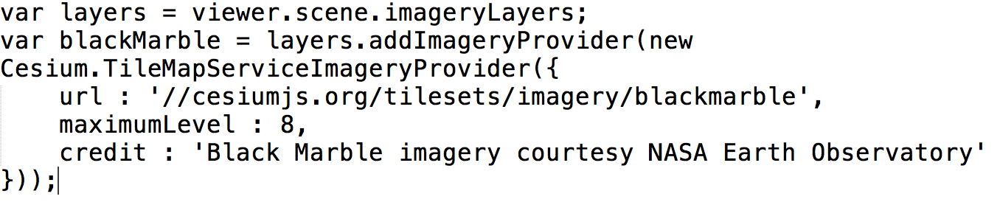 var layers = viewer.scene.imageryLayers;
var blackMarble = layers.addImageryProvider(new
Cesium.TileMapServiceImageryProvider({
    url : '//cesiumjs.org/tilesets/imagery/blackmarble',
    maximumLevel : 8,
    credit : 'Black Marble imagery courtesy NASA Earth Observatory'
}));